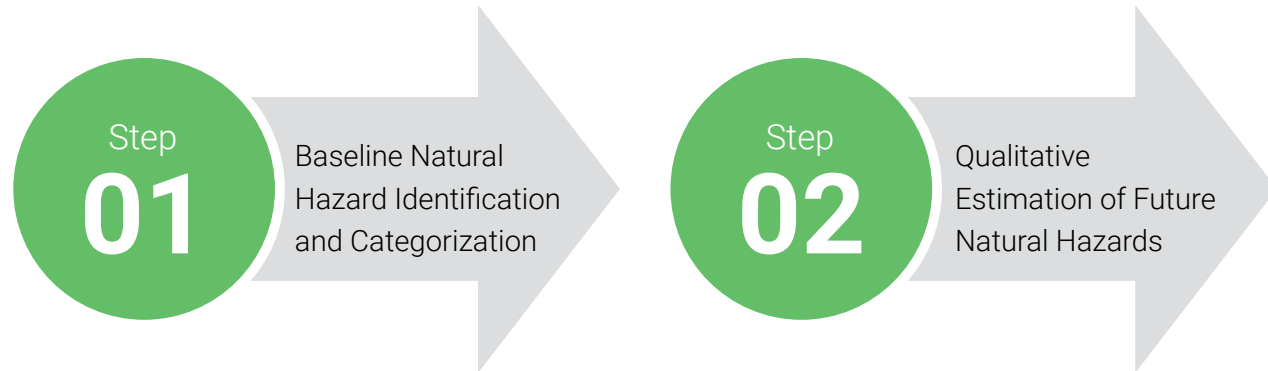 Step
01
Baseline Natural
Hazard Identification
and Categorization
Step
02
Qualitative
Estimation of Future
Natural Hazards